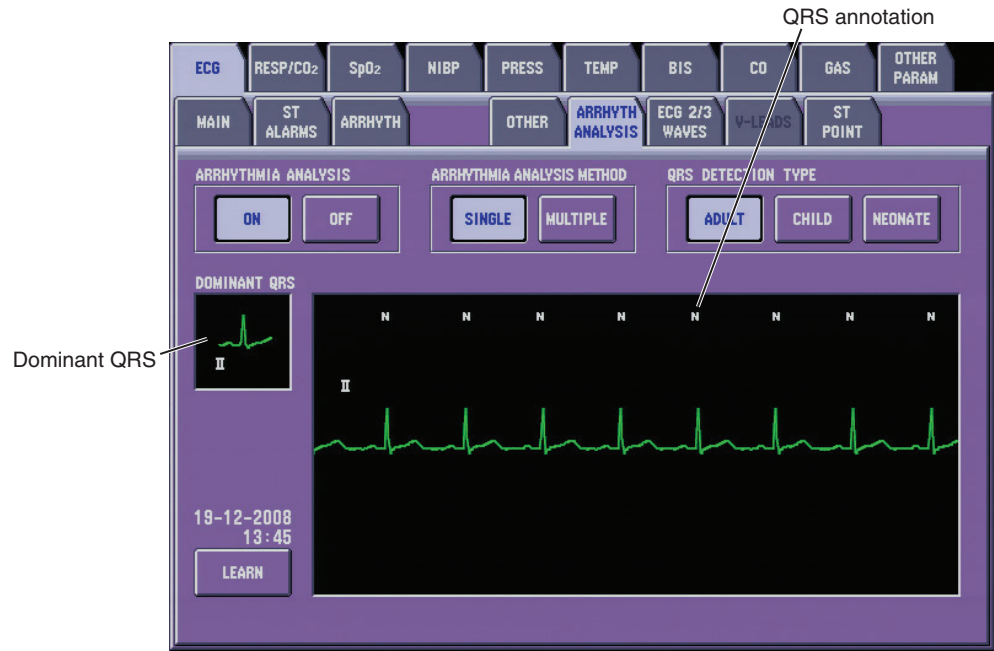 QRS annotation
ECG RESP/CO2 SpO2 NIBP PRESS TEMP BIS CO GAS OTHER PARAM
MAIN ST ALARMS ARRHYTH OTHER ARRHYTH ANALYSIS ECG 2/3 WAVES V-LEADS ST POINT
ARRHYTHMIA ANALYSIS ARRHYTHMIA ANALYSIS METHOD QRS DETECTION TYPE
ON OFF SINGLE MULTIPLE ADULT CHILD NEONATE
DOMINANT QRS
N N N N N N N N
Dominant QRS
II
II
19-12-2008
13:45
LEARN